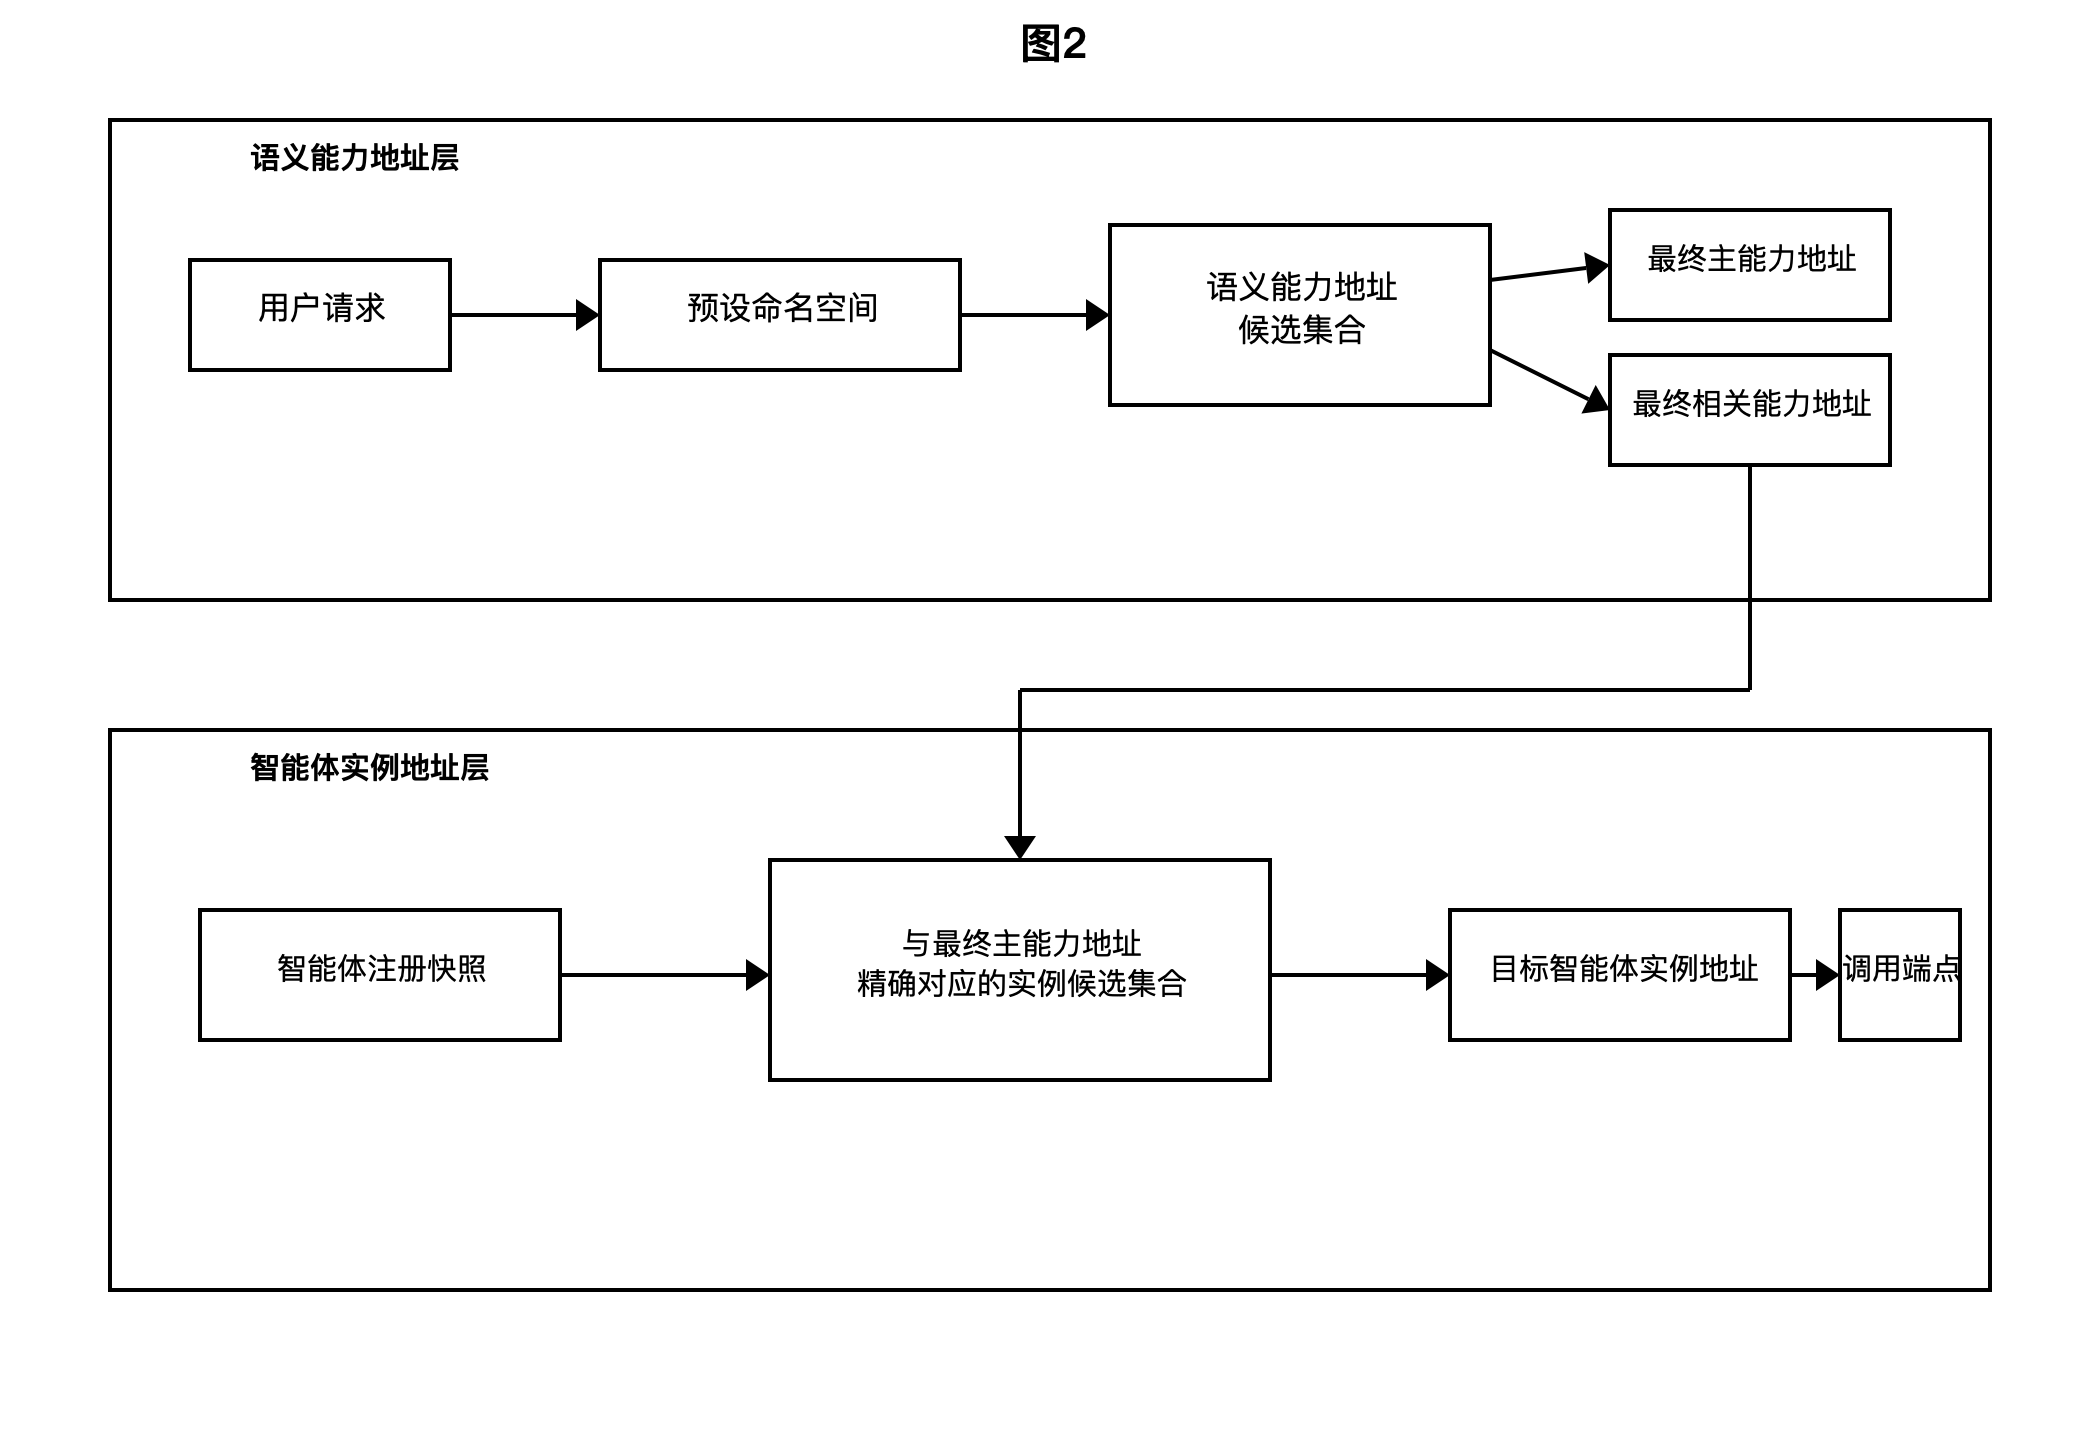 图2
语义能力地址层
用户请求
预设命名空间
语义能力地址
候选集合
最终主能力地址
最终相关能力地址
智能体实例地址层
智能体注册快照
与最终主能力地址
精确对应的实例候选集合
目标智能体实例地址
调用端点